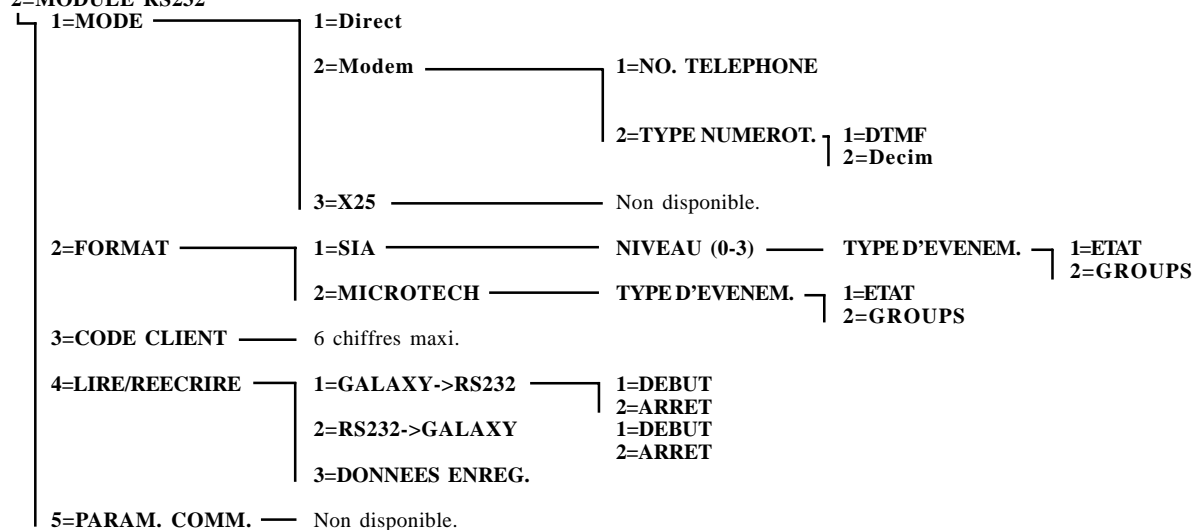 2=MODULE RS232
1=MODE 1=Direct
2=Modem 1=NO. TELEPHONE
2=TYPE NUMEROT. 1=DTMF
2=Decim
3=X25 Non disponible.
2=FORMAT 1=SIA NIVEAU (0-3) TYPE D'EVENEM. 1=ETAT
2=GROUPS
2=MICROTECH TYPE D'EVENEM. 1=ETAT
2=GROUPS
3=CODE CLIENT 6 chiffres maxi.
4=LIRE/REECRIRE 1=GALAXY->RS232 1=DEBUT
2=ARRET
2=RS232->GALAXY 1=DEBUT
2=ARRET
3=DONNEES ENREG.
5=PARAM. COMM. Non disponible.